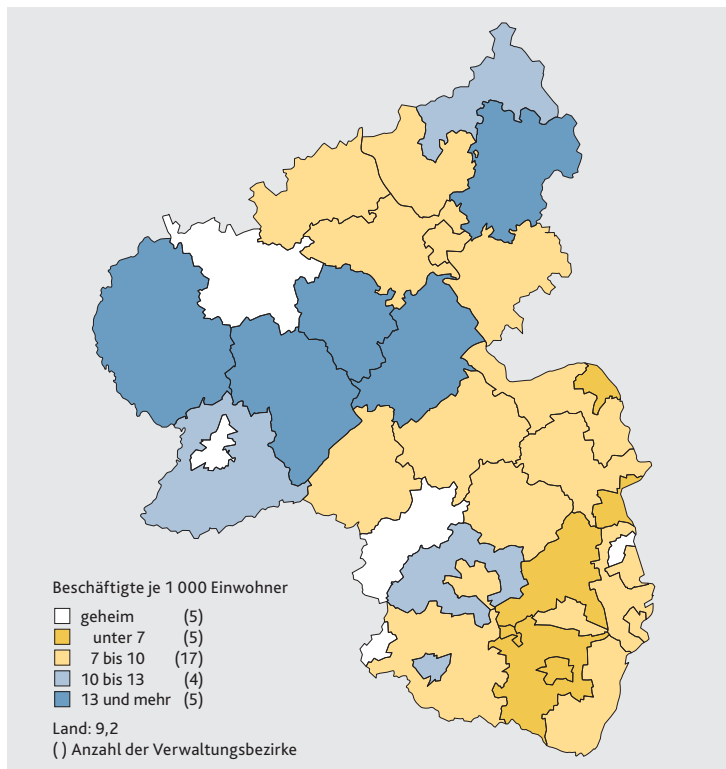 Beschäftigte je 1 000 Einwohner
geheim (5)
unter 7 (5)
7 bis 10 (17)
10 bis 13 (4)
13 und mehr (5)
Land: 9,2
( ) Anzahl der Verwaltungsbezirke